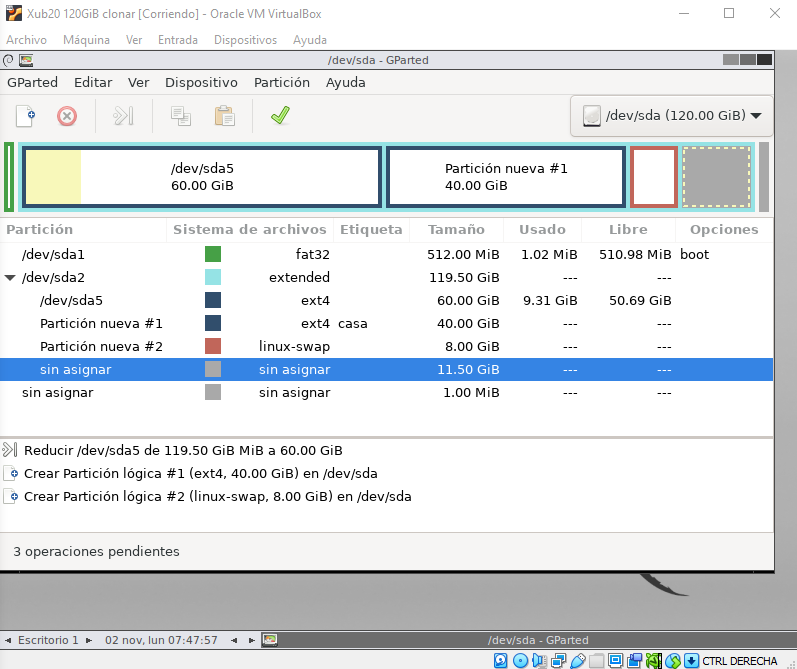 Xub20 120GiB clonar [Corriendo] - Oracle VM VirtualBox
Archivo Máquina Ver Entrada Dispositivos Ayuda
/dev/sda - GParted
GParted Editar Ver Dispositivo Partición Ayuda
/dev/sda (120.00 GiB)
/dev/sda5
60.00 GiB
Partición nueva #1
40.00 GiB
Partición Sistema de archivos Etiqueta Tamaño Usado Libre Opciones
/dev/sda1 fat32 512.00 MiB 1.02 MiB 510.98 MiB boot
/dev/sda2 extended 119.50 GiB --- ---
/dev/sda5 ext4 60.00 GiB 9.31 GiB 50.69 GiB
Partición nueva #1 ext4 casa 40.00 GiB --- ---
Partición nueva #2 linux-swap 8.00 GiB --- ---
sin asignar sin asignar 11.50 GiB --- ---
sin asignar sin asignar 1.00 MiB --- ---
Reducir /dev/sda5 de 119.50 GiB MiB a 60.00 GiB
Crear Partición lógica #1 (ext4, 40.00 GiB) en /dev/sda
Crear Partición lógica #2 (linux-swap, 8.00 GiB) en /dev/sda
3 operaciones pendientes
Escritorio 1 02 nov, lun 07:47:57 /dev/sda - GParted
CTRL DERECHA